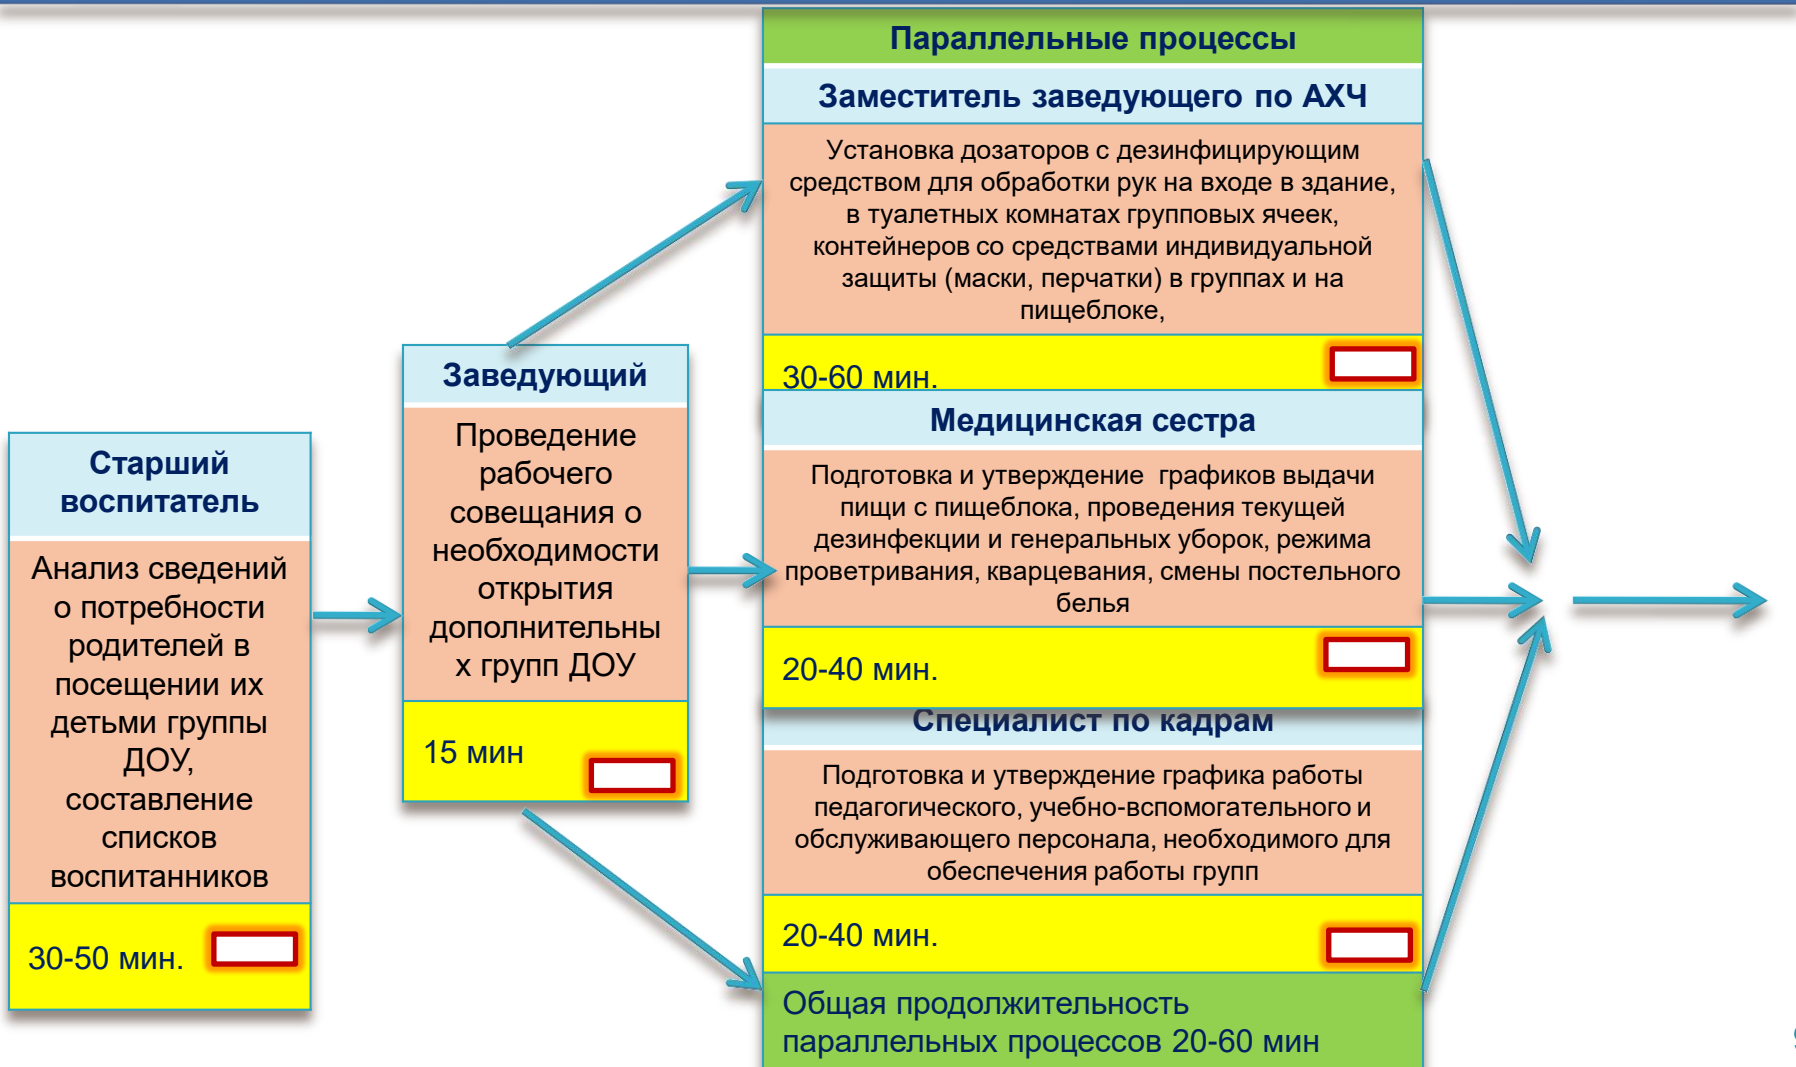 Параллельные процессы
Заместитель заведующего по АХЧ
Установка дозаторов с дезинфицирующим
средством для обработки рук на входе в здание,
в туалетных комнатах групповых ячеек,
контейнеров со средствами индивидуальной
защиты (маски, перчатки) в группах и на
пищеблоке,
30-60 мин.
Заведующий
Проведение
рабочего
совещания о
необходимости
открытия
дополнительны
х групп ДОУ
15 мин
Медицинская сестра
Подготовка и утверждение графиков выдачи
пищи с пищеблока, проведения текущей
дезинфекции и генеральных уборок, режима
проветривания, кварцевания, смены постельного
белья
20-40 мин.
Старший
воспитатель
Анализ сведений
о потребности
родителей в
посещении их
детьми группы
ДОУ,
составление
списков
воспитанников
30-50 мин.
Специалист по кадрам
Подготовка и утверждение графика работы
педагогического, учебно-вспомогательного и
обслуживающего персонала, необходимого для
обеспечения работы групп
20-40 мин.
Общая продолжительность
параллельных процессов 20-60 мин